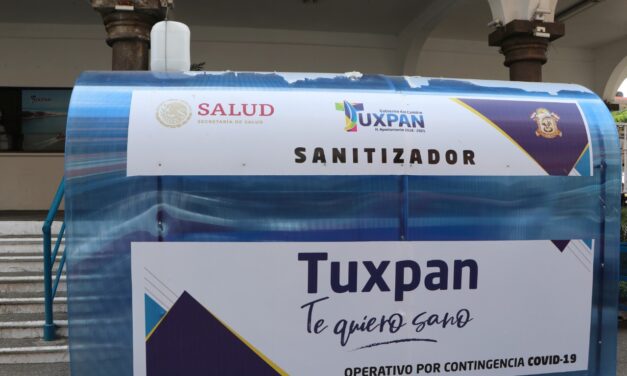 SALUD
SECRETARÍA DE SALUD
TUXPAN
SANITIZADOR
Tuxpan
Te quiero sano
OPERATIVO POR CONTINGENCIA COVID-19